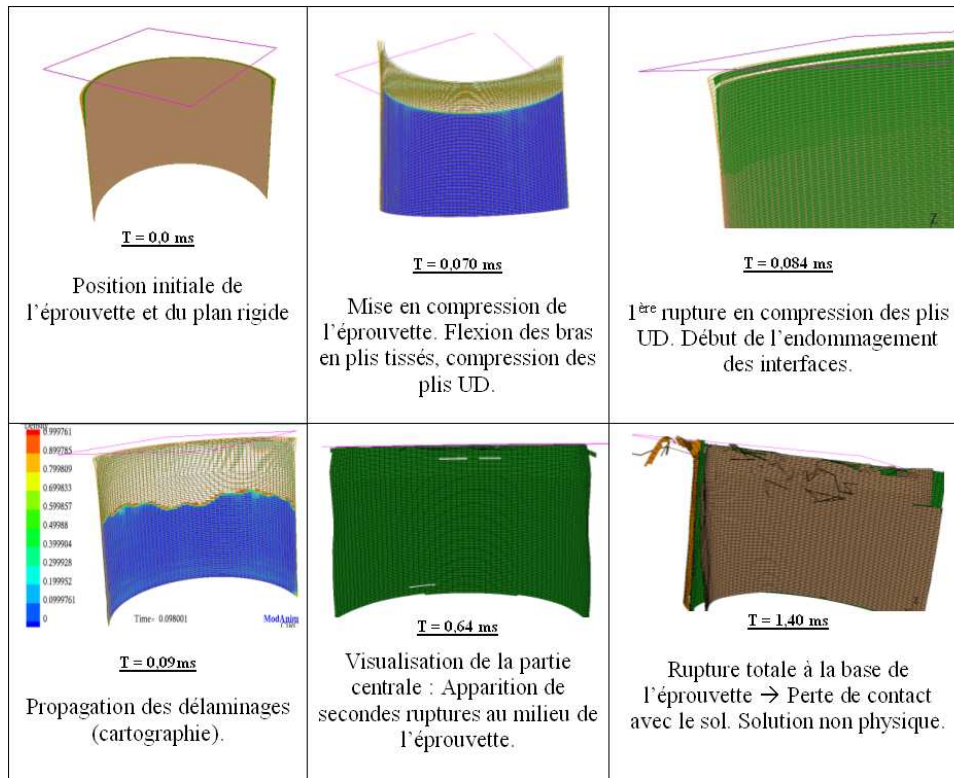 T = 0,0 ms
Position initiale de
l'éprouvette et du plan rigide
T = 0,070 ms
Mise en compression de
l'éprouvette. Flexion des bras
en plis tissés, compression des
plis UD.
Z
T = 0,084 ms
1ère rupture en compression des plis
UD. Début de l'endommagement
des interfaces.
0.999761
0.899785
0.799809
0.699833
0.599857
0.49988
0.399904
0.299928
0.199952
0.0999761
0
Time= 0.098001
ModAnim
T = 0,09ms
Propagation des délaminages
(cartographie).
T = 0,64 ms
Visualisation de la partie
centrale : Apparition de
secondes ruptures au milieu de
l'éprouvette.
T = 1,40 ms
Rupture totale à la base de
l'éprouvette → Perte de contact
avec le sol. Solution non physique.